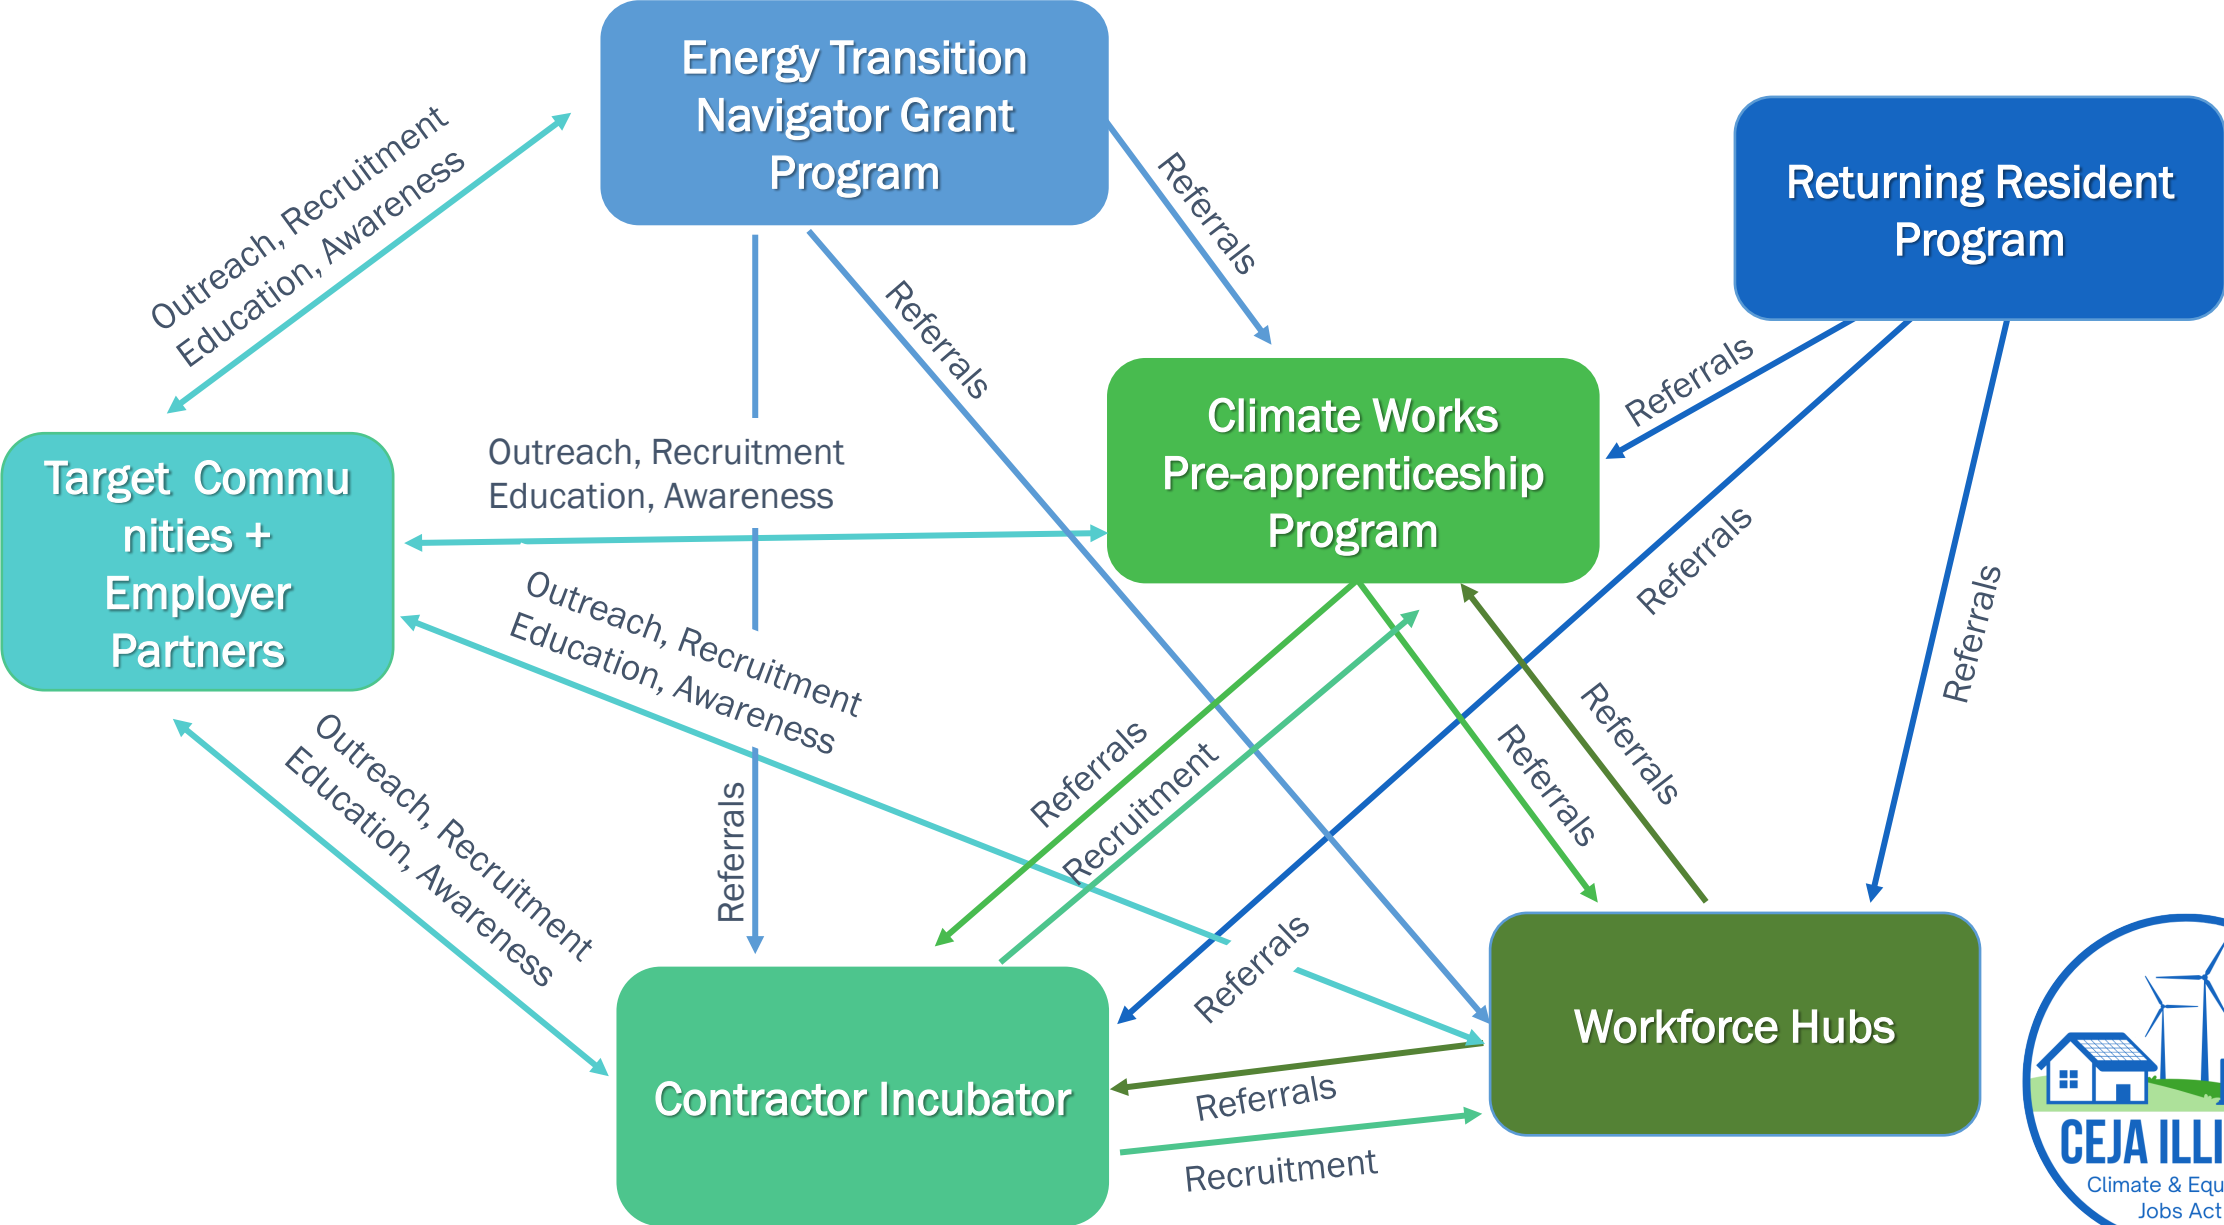 Energy Transition
Navigator Grant
Program
Returning Resident
Program
Outreach, Recruitment
Education, Awareness
Referrals
Referrals
Referrals
Climate Works
Pre-apprenticeship
Program
Target  Commu
nities +
Employer
Partners
Outreach, Recruitment
Education, Awareness
Outreach, Recruitment
Education, Awareness
Referrals
Referrals
Outreach, Recruitment
Education, Awareness
Referrals
Referrals
Recruitment
Referrals
Referrals
Referrals
Contractor Incubator
Workforce Hubs
Referrals
Recruitment
CEJA ILLI
Climate & Equ
Jobs Act